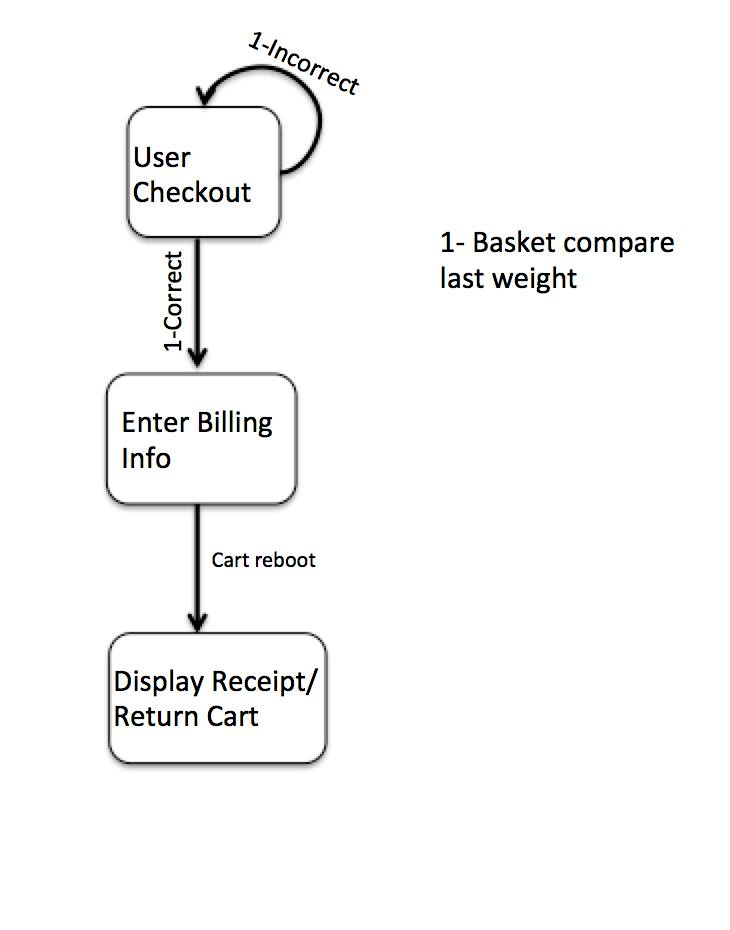 1-Incorrect
User
Checkout
1- Basket compare
last weight
1-Correct
Enter Billing
Info
Cart reboot
Display Receipt/
Return Cart